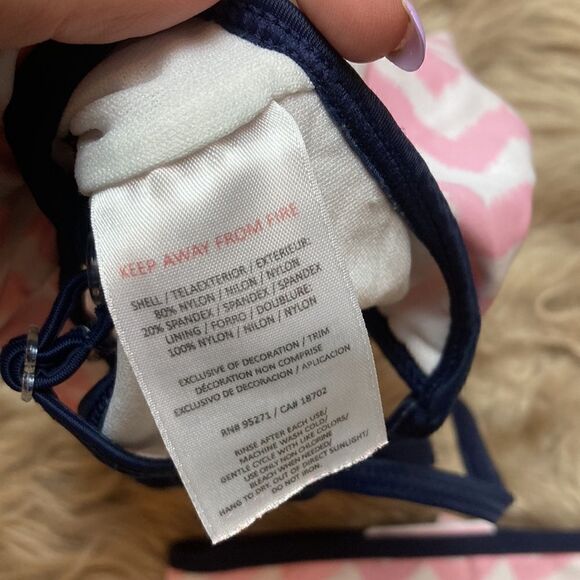 KEEP AWAY FROM FIRE
SHELL / TELAEXTERIOR / EXTERIEUR:
80% NYLON / NILON / NYLON
20% SPANDEX / SPANDEX / SPANDEX
LINING / FORRO / DOUBLURE:
100% NYLON / NILON / NYLON
EXCLUSIVE OF DECORATION / TRIM
DÉCORATION NON COMPRISE
EXCLUSIVO DE DECORACION / APLICACION
RN# 95271 / CA# 18702
RINSE AFTER EACH USE/
MACHINE WASH COLD/
GENTLE CYCLE WITH LIKE COLORS/
USE ONLY NON CHLORINE
BLEACH WHEN NEEDED/
HANG TO DRY. OUT OF DIRECT SUNLIGHT/
DO NOT IRON.